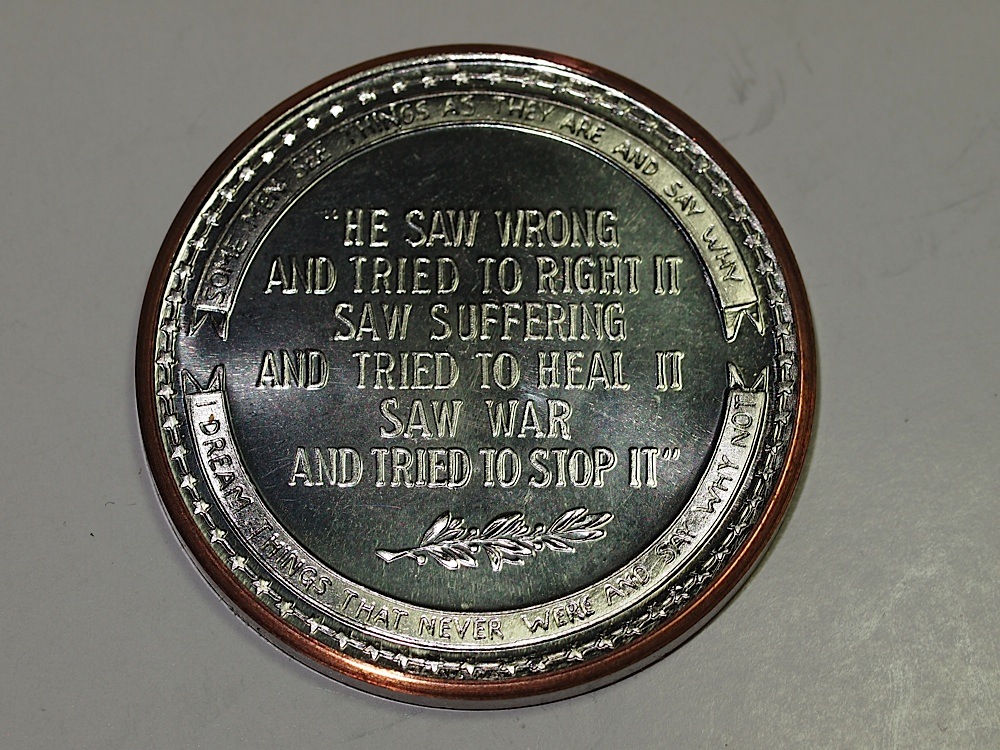 SOME MEN SEE THINGS AS THEY ARE AND SAY WHY
"HE SAW WRONG
AND TRIED TO RIGHT IT
SAW SUFFERING
AND TRIED TO HEAL IT
SAW WAR
AND TRIED TO STOP IT"
I DREAM THINGS THAT NEVER WERE AND SAY WHY NOT